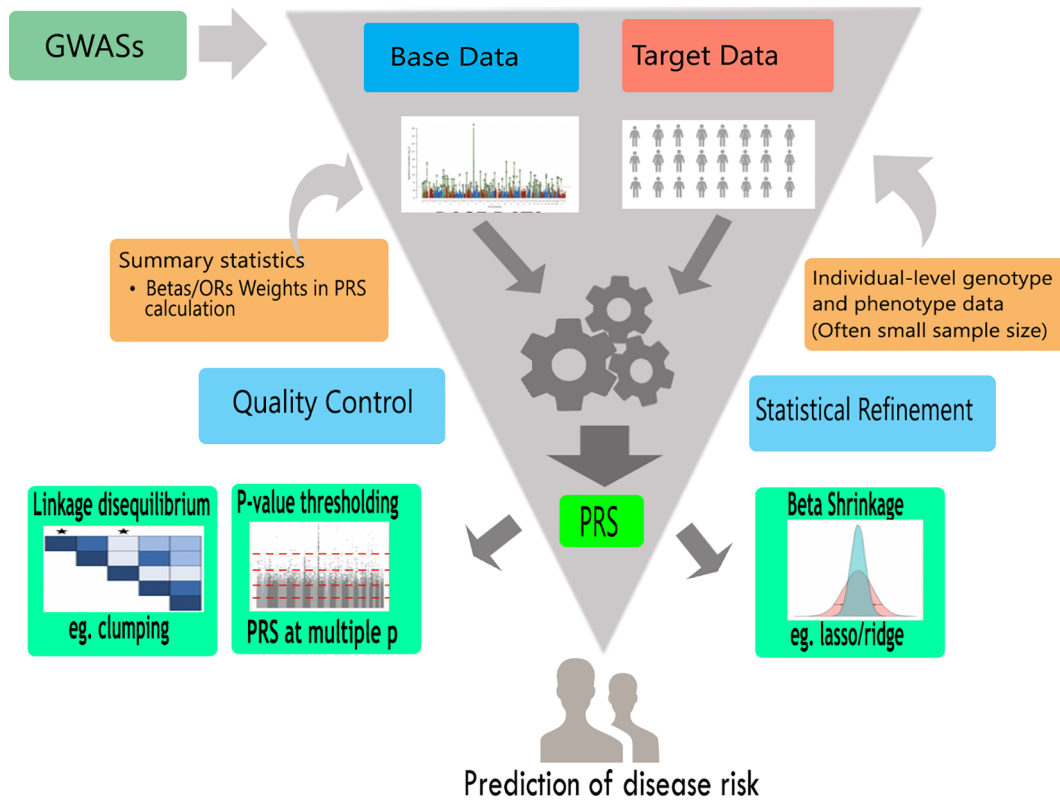 GWASs
Base Data
Target Data
Summary statistics
• Betas/ORs Weights in PRS
calculation
Individual-level genotype
and phenotype data
(Often small sample size)
Quality Control
Statistical Refinement
Linkage disequilibrium
eg. clumping
P-value thresholding
PRS at multiple p
PRS
Beta Shrinkage
eg. lasso/ridge
Prediction of disease risk